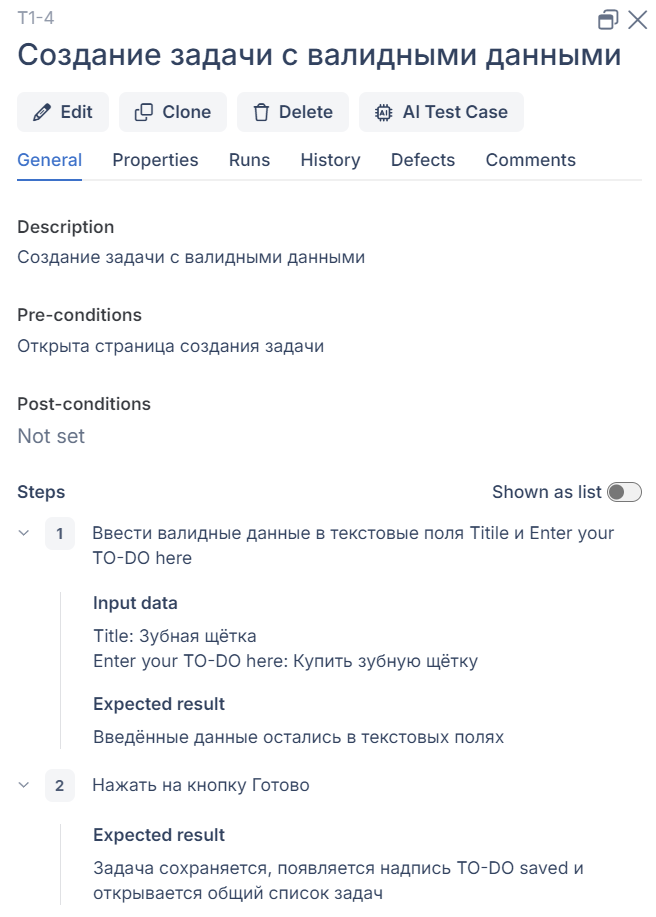 T1-4
Создание задачи с валидными данными
Edit
Clone
Delete
AI Test Case
General
Properties
Runs
History
Defects
Comments
Description
Создание задачи с валидными данными
Pre-conditions
Открыта страница создания задачи
Post-conditions
Not set
Steps
Shown as list
1
Ввести валидные данные в текстовые поля Titile и Enter your
TO-DO here
Input data
Title: Зубная щётка
Enter your TO-DO here: Купить зубную щётку
Expected result
Введённые данные остались в текстовых полях
2
Нажать на кнопку Готово
Expected result
Задача сохраняется, появляется надпись TO-DO saved и
открывается общий список задач